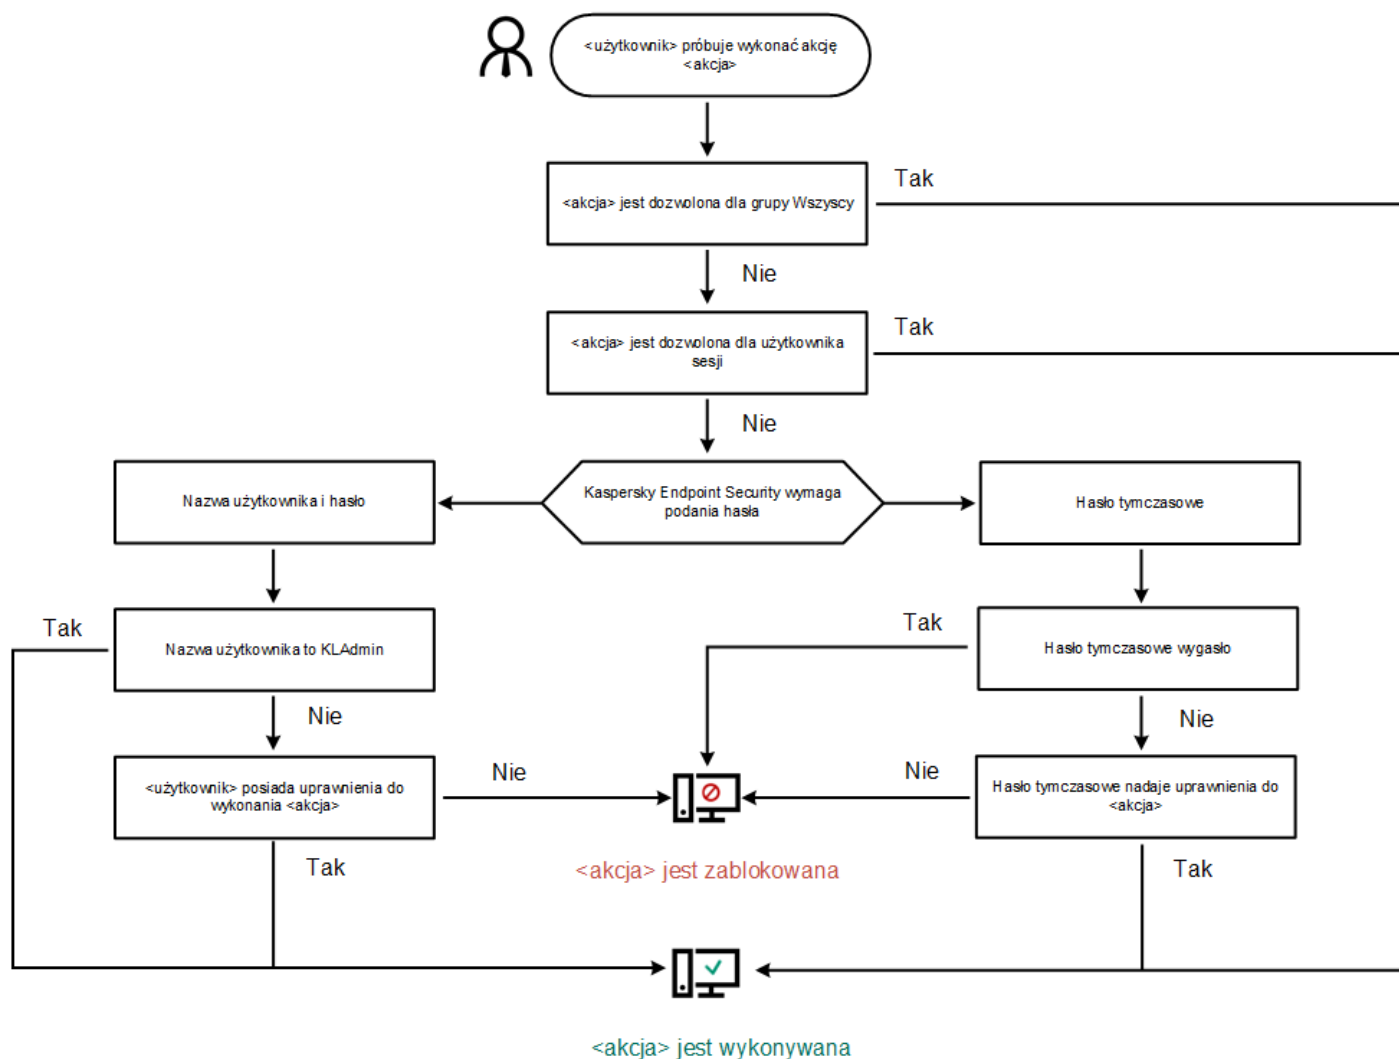 <użytkownik> próbuje wykonać akcję
<akcja>
Tak
<akcja> jest dozwolona dla grupy Wszyscy
Nie
Tak
<akcja> jest dozwolona dla użytkownika
sesji
Nie
Nazwa użytkownika i hasło
Kaspersky Endpoint Security wymaga
podania hasła
Hasło tymczasowe
Tak
Nazwa użytkownika to KLAdmin
Tak
Hasło tymczasowe wygasło
Nie
Nie
<użytkownik> posiada uprawnienia do
wykonania <akcja>
Nie
Nie
Hasło tymczasowe nadaje uprawnienia do
<akcja>
Tak
<akcja> jest zablokowana
Tak
<akcja> jest wykonywana